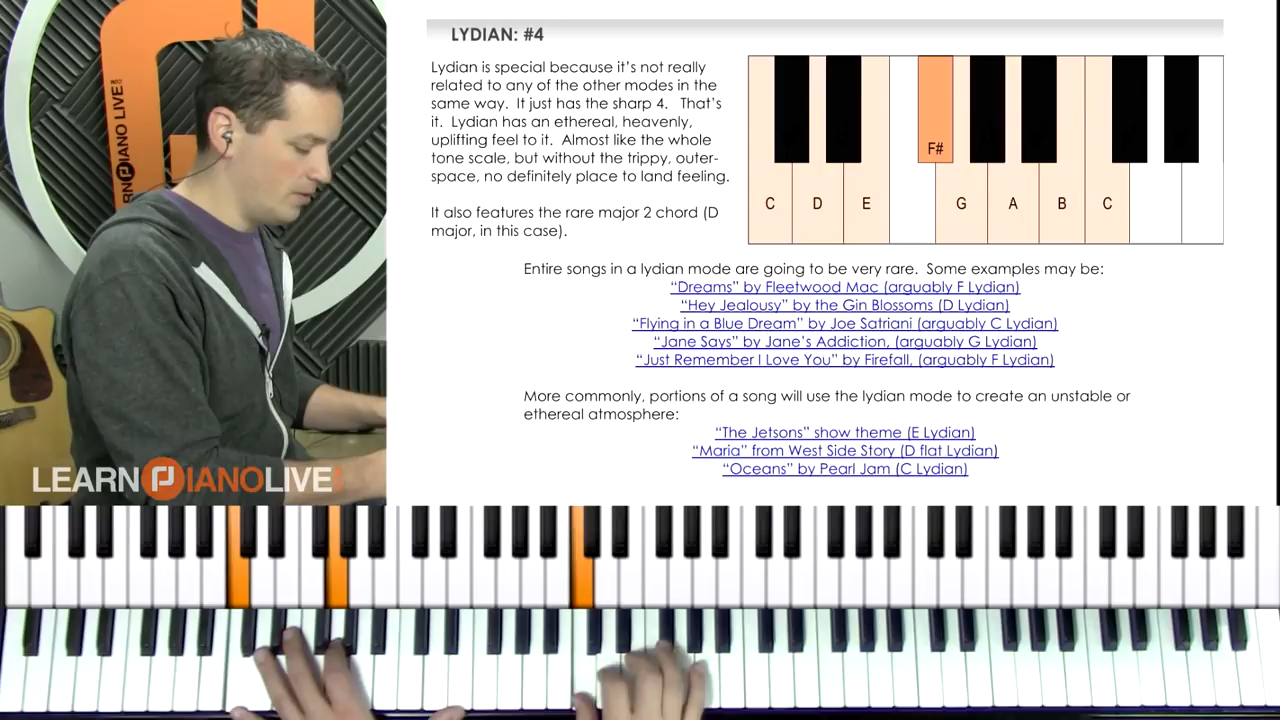 LYDIAN: #4
Lydian is special because it’s not really
related to any of the other modes in the
same way. It just has the sharp 4. That’s
it. Lydian has an ethereal, heavenly,
uplifting feel to it. Almost like the whole
tone scale, but without the trippy, outer-
space, no definitely place to land feeling.
It also features the rare major 2 chord (D
major, in this case).
F#
C D E G A B C
Entire songs in a lydian mode are going to be very rare. Some examples may be:
“Dreams” by Fleetwood Mac (arguably F Lydian)
“Hey Jealousy” by the Gin Blossoms (D Lydian)
“Flying in a Blue Dream” by Joe Satriani (arguably C Lydian)
“Jane Says” by Jane’s Addiction, (arguably G Lydian)
“Just Remember I Love You” by Firefall, (arguably F Lydian)
More commonly, portions of a song will use the lydian mode to create an unstable or
ethereal atmosphere:
“The Jetsons” show theme (E Lydian)
“Maria” from West Side Story (D flat Lydian)
“Oceans” by Pearl Jam (C Lydian)
PIANO LIVE
LEARN PIANOLIVE